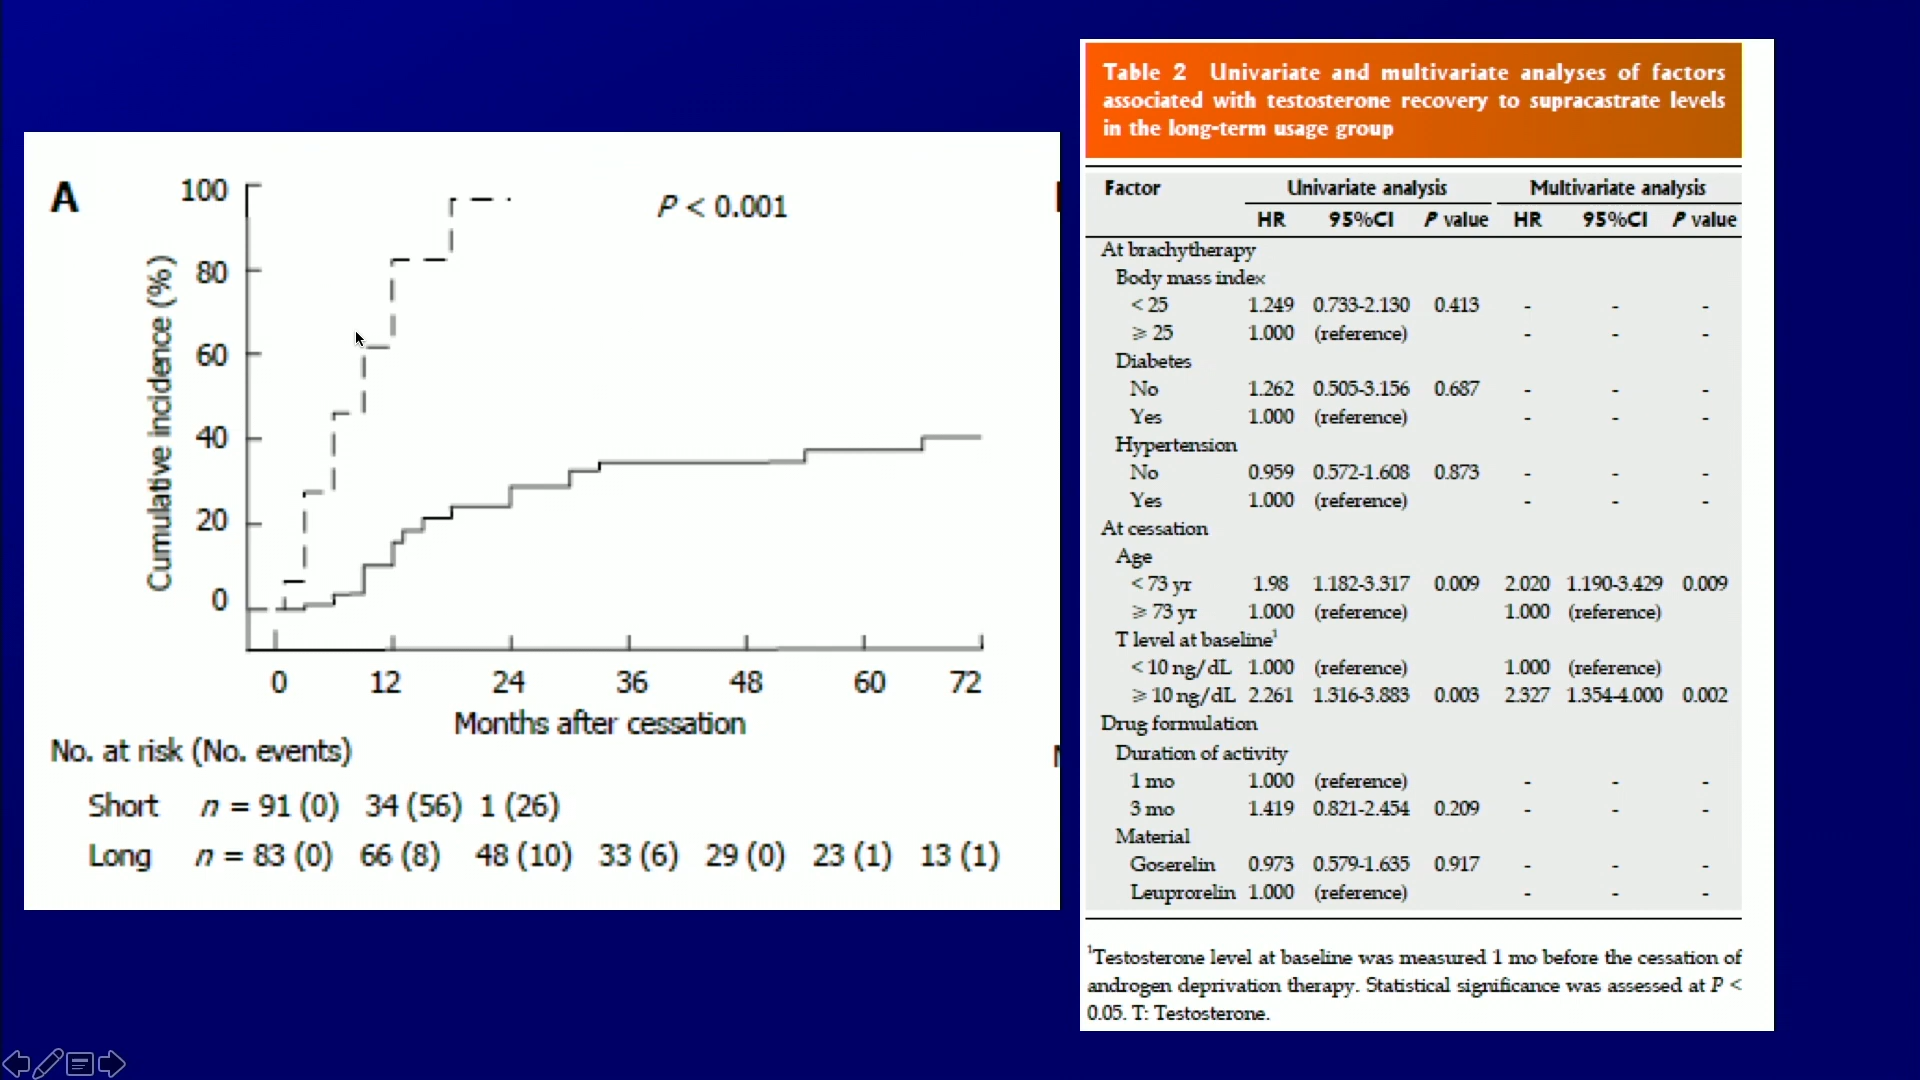 A
P < 0.001
Cumulative incidence (%)
100
80
60
40
20
0
0 12 24 36 48 60 72
Months after cessation
No. at risk (No. events)
Short n = 91 (0) 34 (56) 1 (26)
Long n = 83 (0) 66 (8) 48 (10) 33 (6) 29 (0) 23 (1) 13 (1)
Table 2 Univariate and multivariate analyses of factors
associated with testosterone recovery to supracastrate levels
in the long-term usage group
Factor Univariate analysis Multivariate analysis
HR 95%CI P value HR 95%CI P value
At brachytherapy
Body mass index
< 25 1.249 0.733-2.130 0.413 - - -
⩾ 25 1.000 (reference) - - -
Diabetes
No 1.262 0.505-3.156 0.687 - - -
Yes 1.000 (reference) - - -
Hypertension
No 0.959 0.572-1.608 0.873 - - -
Yes 1.000 (reference) - - -
At cessation
Age
< 73 yr 1.98 1.182-3.317 0.009 2.020 1.190-3.429 0.009
⩾ 73 yr 1.000 (reference) 1.000 (reference)
T level at baseline¹
< 10 ng/dL 1.000 (reference) 1.000 (reference)
⩾ 10 ng/dL 2.261 1.316-3.883 0.003 2.327 1.354-4.000 0.002
Drug formulation
Duration of activity
1 mo 1.000 (reference) - - -
3 mo 1.419 0.821-2.454 0.209 - - -
Material
Goserelin 0.973 0.579-1.635 0.917 - - -
Leuprorelin 1.000 (reference) - - -
¹Testosterone level at baseline was measured 1 mo before the cessation of
androgen deprivation therapy. Statistical significance was assessed at P <
0.05. T: Testosterone.